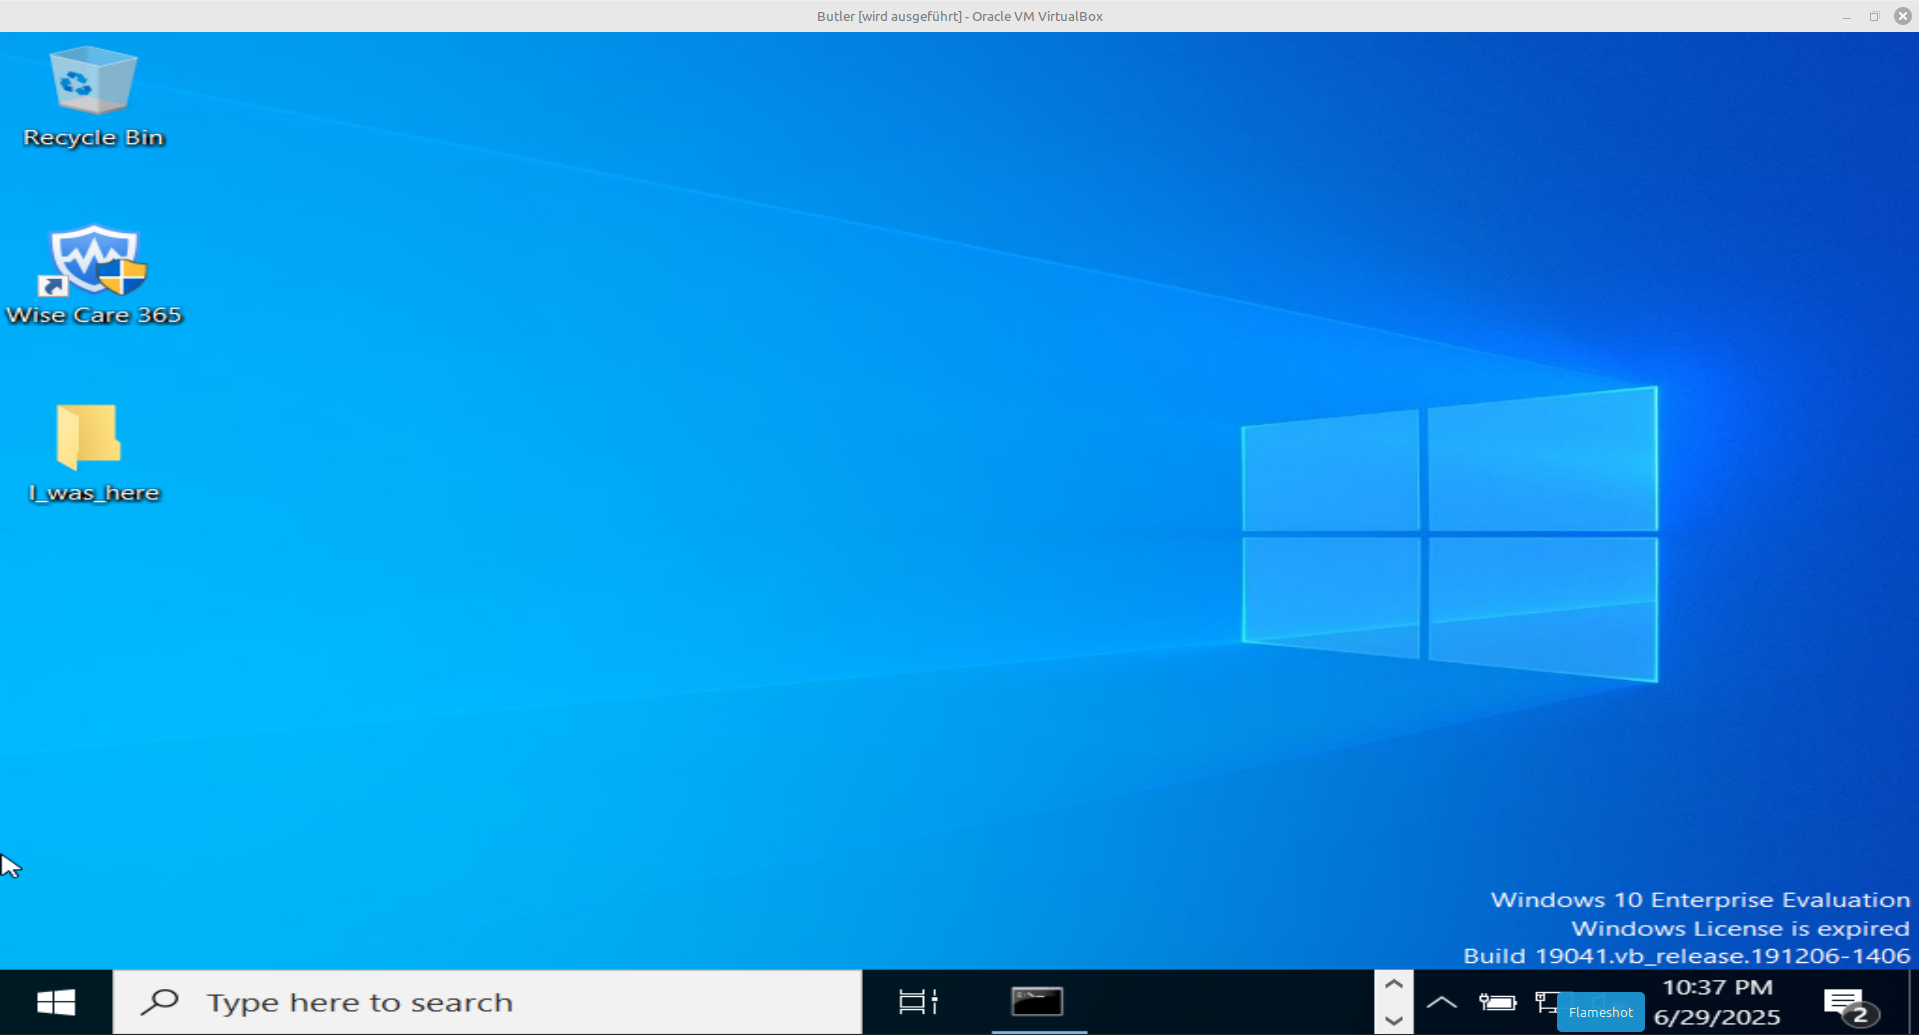 Butler [wird ausgeführt] - Oracle VM VirtualBox
Recycle Bin
Wise Care 365
I_was_here
Windows 10 Enterprise Evaluation
Windows License is expired
Build 19041.vb_release.191206-1406
Type here to search
Flameshot
10:37 PM
6/29/2025
2